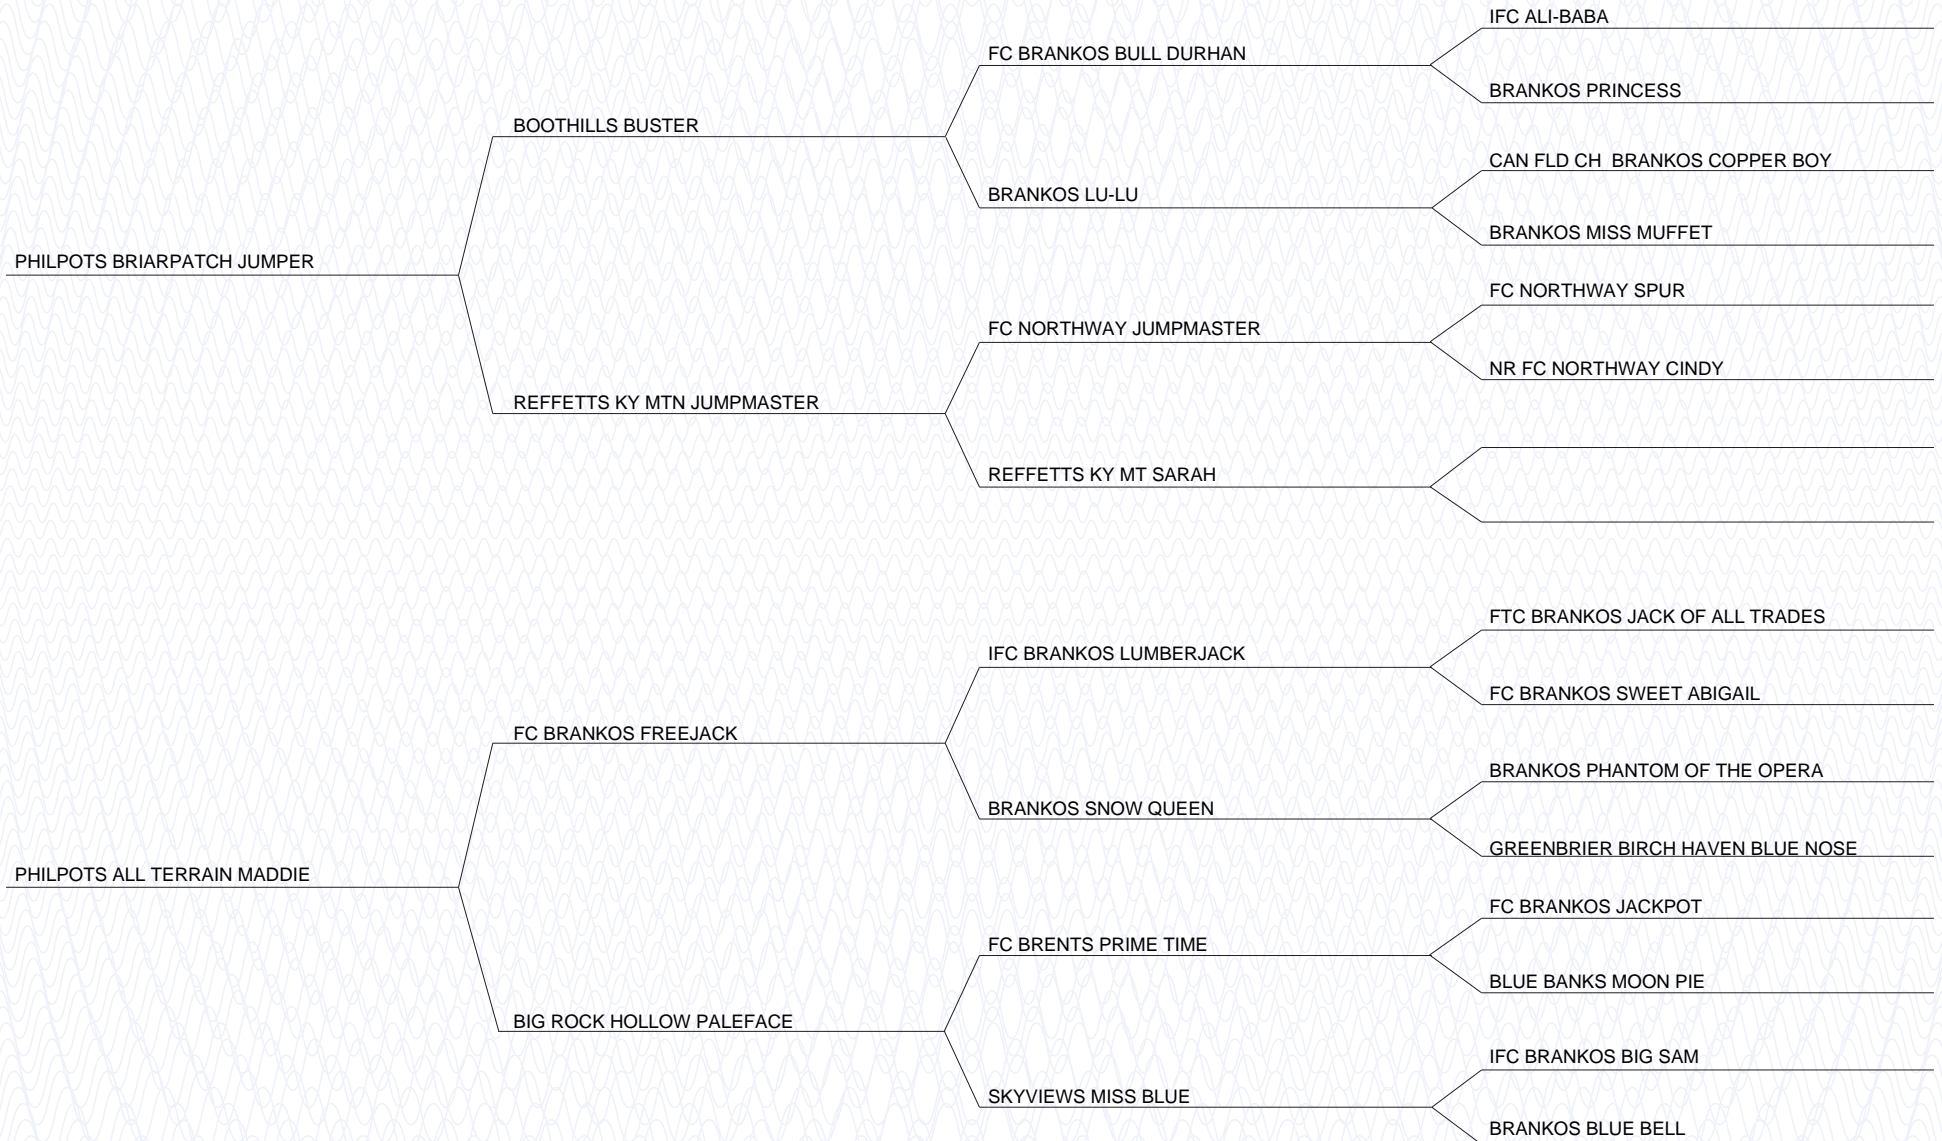 IFC ALI-BABA
FC BRANKOS BULL DURHAN
BRANKOS PRINCESS
BOOTHILLS BUSTER
CAN FLD CH  BRANKOS COPPER BOY
BRANKOS LU-LU
BRANKOS MISS MUFFET
PHILPOTS BRIARPATCH JUMPER
FC NORTHWAY SPUR
FC NORTHWAY JUMPMASTER
NR FC NORTHWAY CINDY
REFFETTS KY MTN JUMPMASTER
REFFETTS KY MT SARAH
FTC BRANKOS JACK OF ALL TRADES
IFC BRANKOS LUMBERJACK
FC BRANKOS SWEET ABIGAIL
FC BRANKOS FREEJACK
BRANKOS PHANTOM OF THE OPERA
BRANKOS SNOW QUEEN
GREENBRIER BIRCH HAVEN BLUE NOSE
PHILPOTS ALL TERRAIN MADDIE
FC BRANKOS JACKPOT
FC BRENTS PRIME TIME
BLUE BANKS MOON PIE
BIG ROCK HOLLOW PALEFACE
IFC BRANKOS BIG SAM
SKYVIEWS MISS BLUE
BRANKOS BLUE BELL